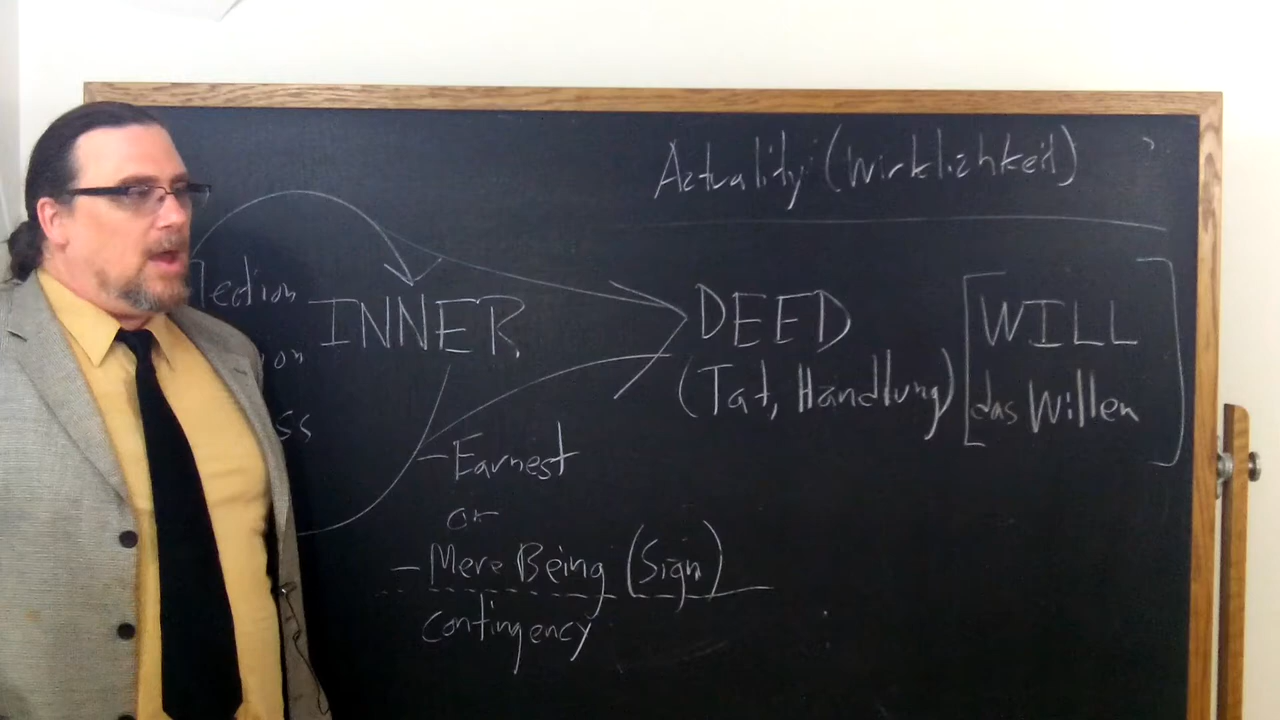 Actuality (Wirklichkeit)
INNER
DEED
(Tat, Handlung)
[WILL
das Willen]
- Earnest
or
- Mere Being (Sign)
contingency